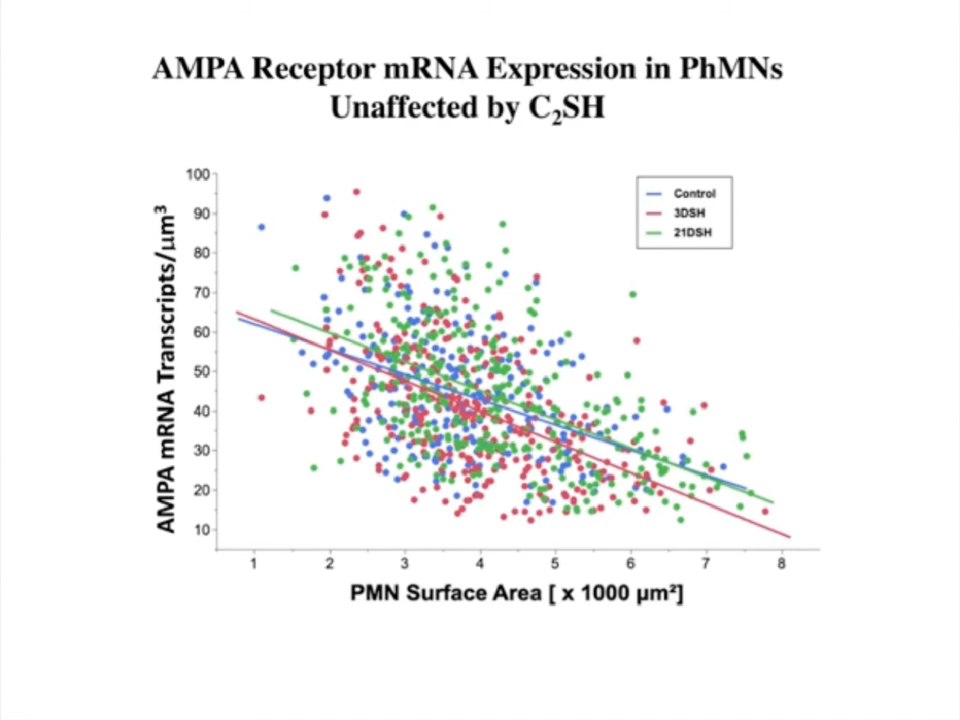 AMPA Receptor mRNA Expression in PhMNs
Unaffected by C₂SH
AMPA mRNA Transcripts/µm³
100
90
80
70
60
50
40
30
20
10
Control
3DSH
21DSH
1 2 3 4 5 6 7 8
PMN Surface Area [ x 1000 µm²]